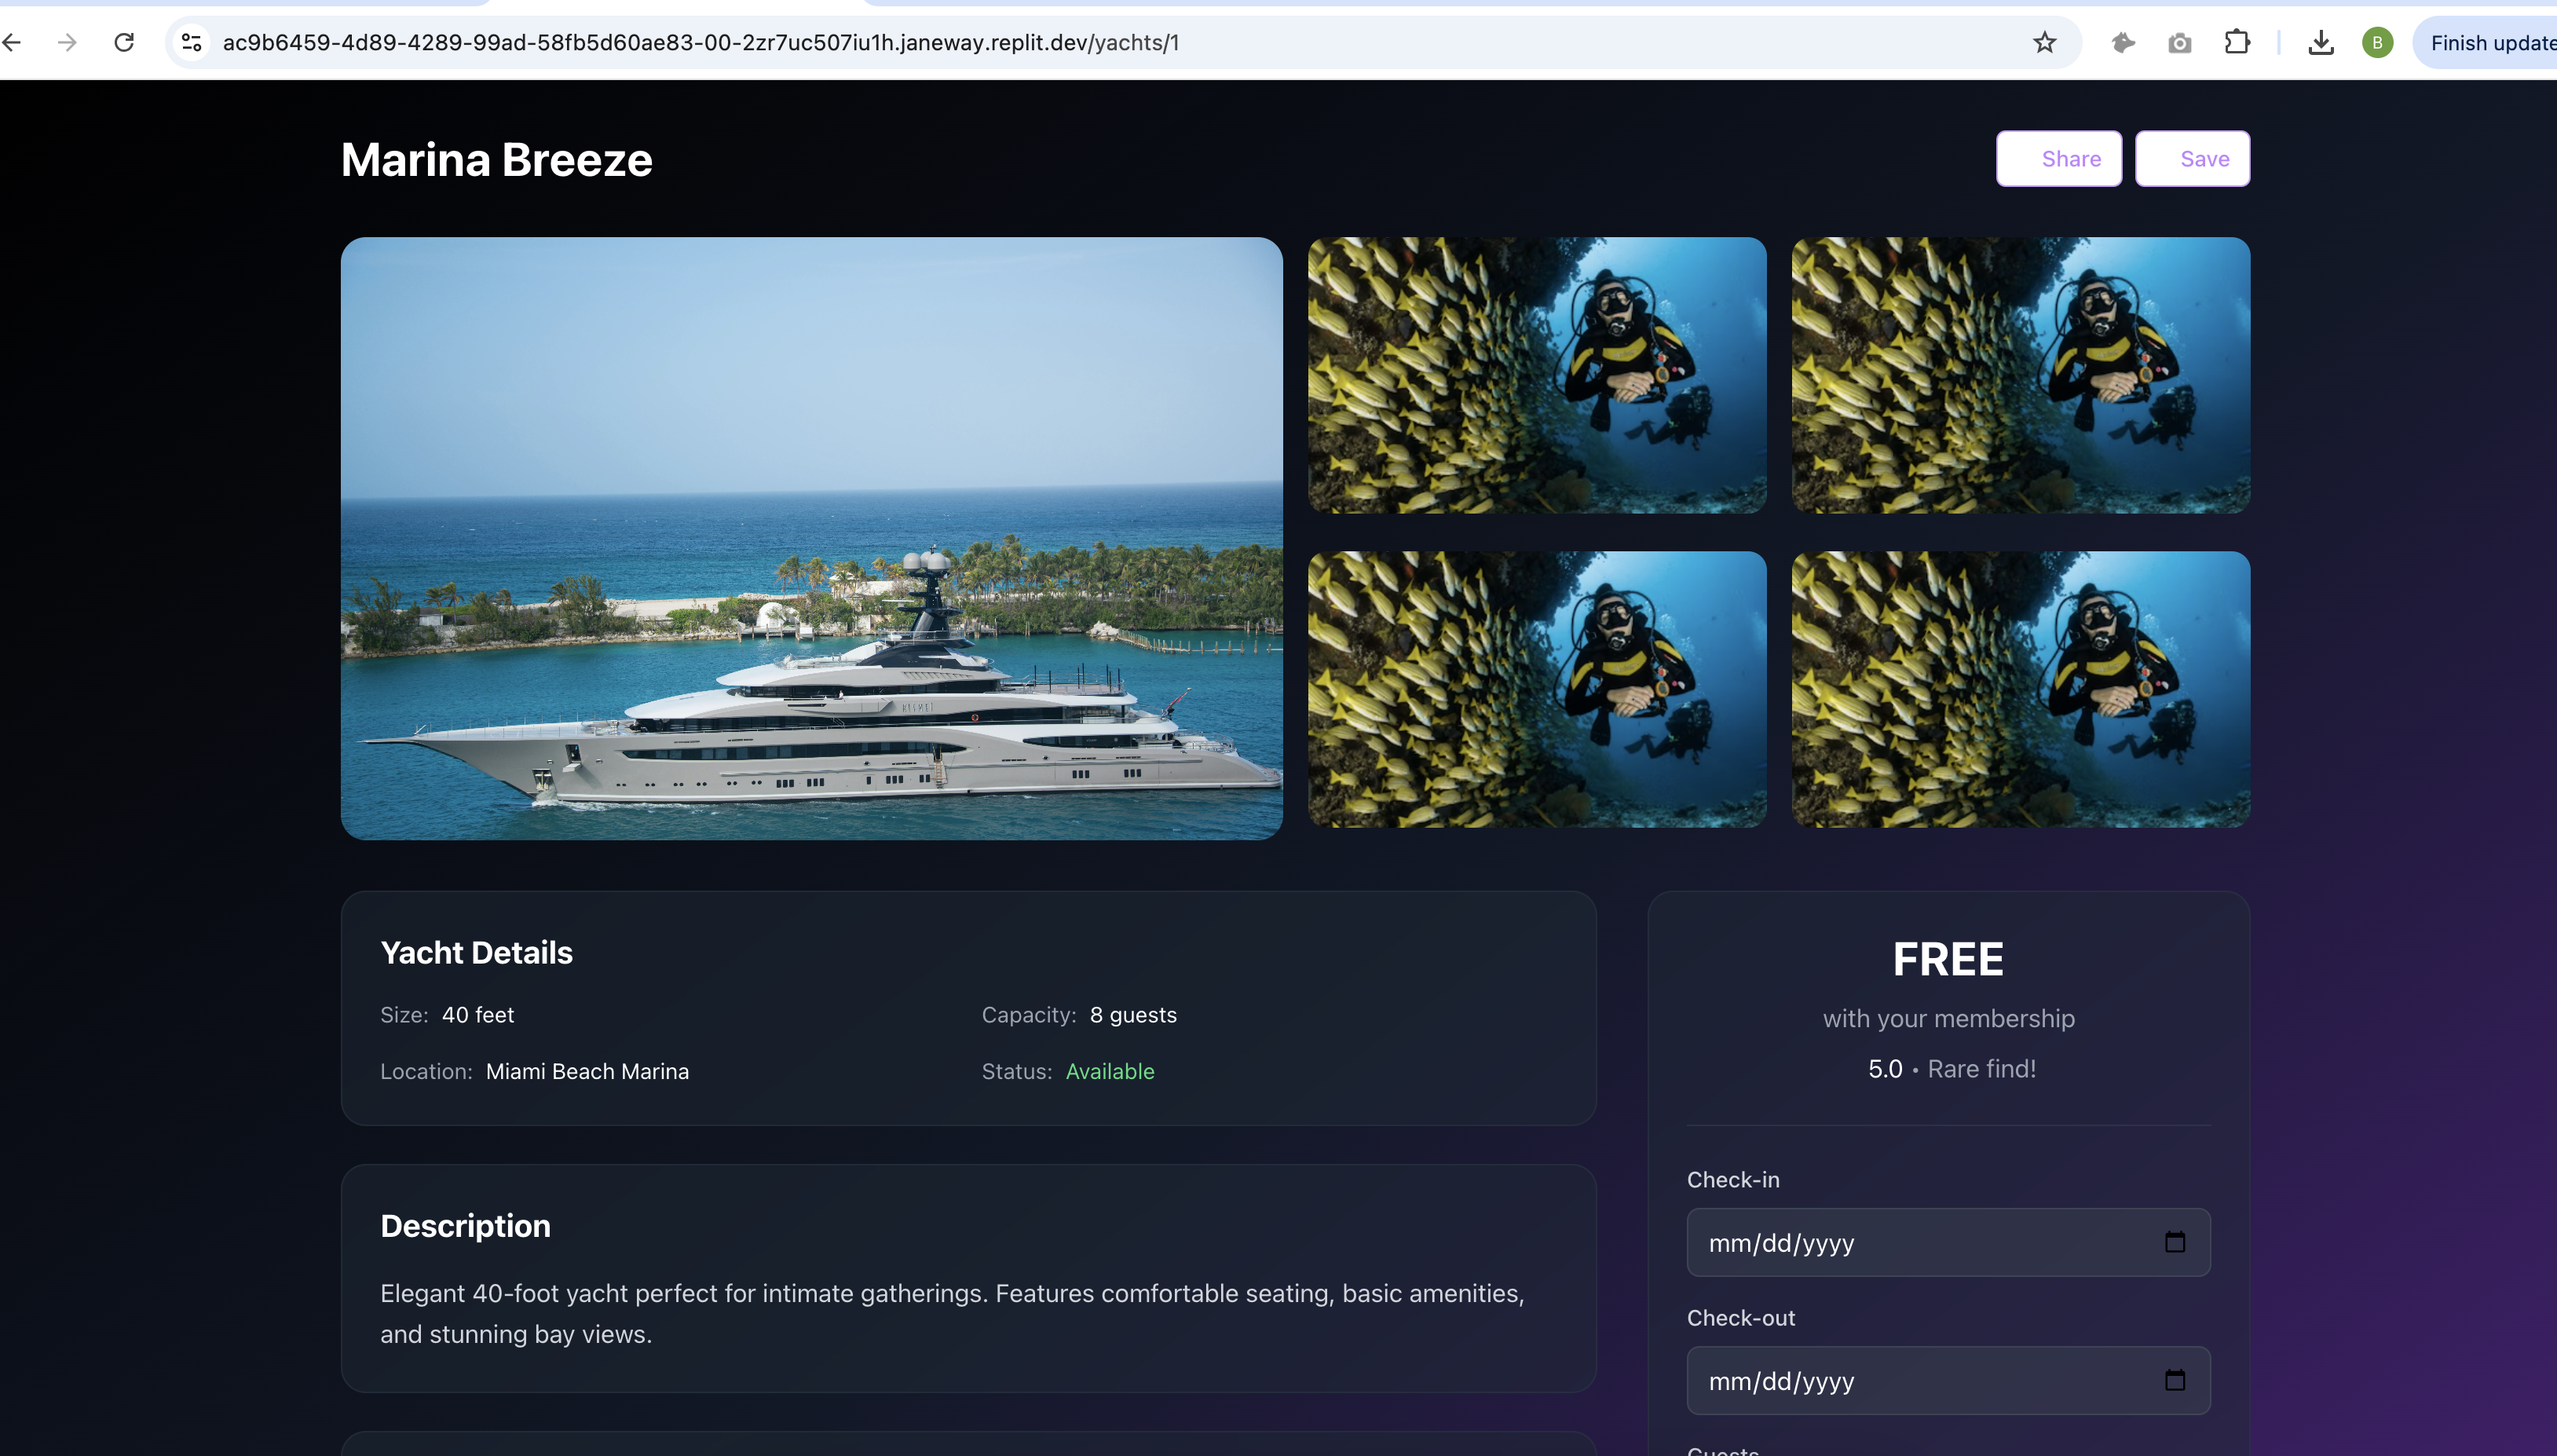 ac9b6459-4d89-4289-99ad-58fb5d60ae83-00-2zr7uc507iu1h.janeway.replit.dev/yachts/1
B
Finish update
Marina Breeze
Share
Save
Yacht Details
Size: 40 feet
Capacity: 8 guests
Location: Miami Beach Marina
Status: Available
Description
Elegant 40-foot yacht perfect for intimate gatherings. Features comfortable seating, basic amenities,
and stunning bay views.
FREE
with your membership
5.0 • Rare find!
Check-in
mm/dd/yyyy
Check-out
mm/dd/yyyy
Guests